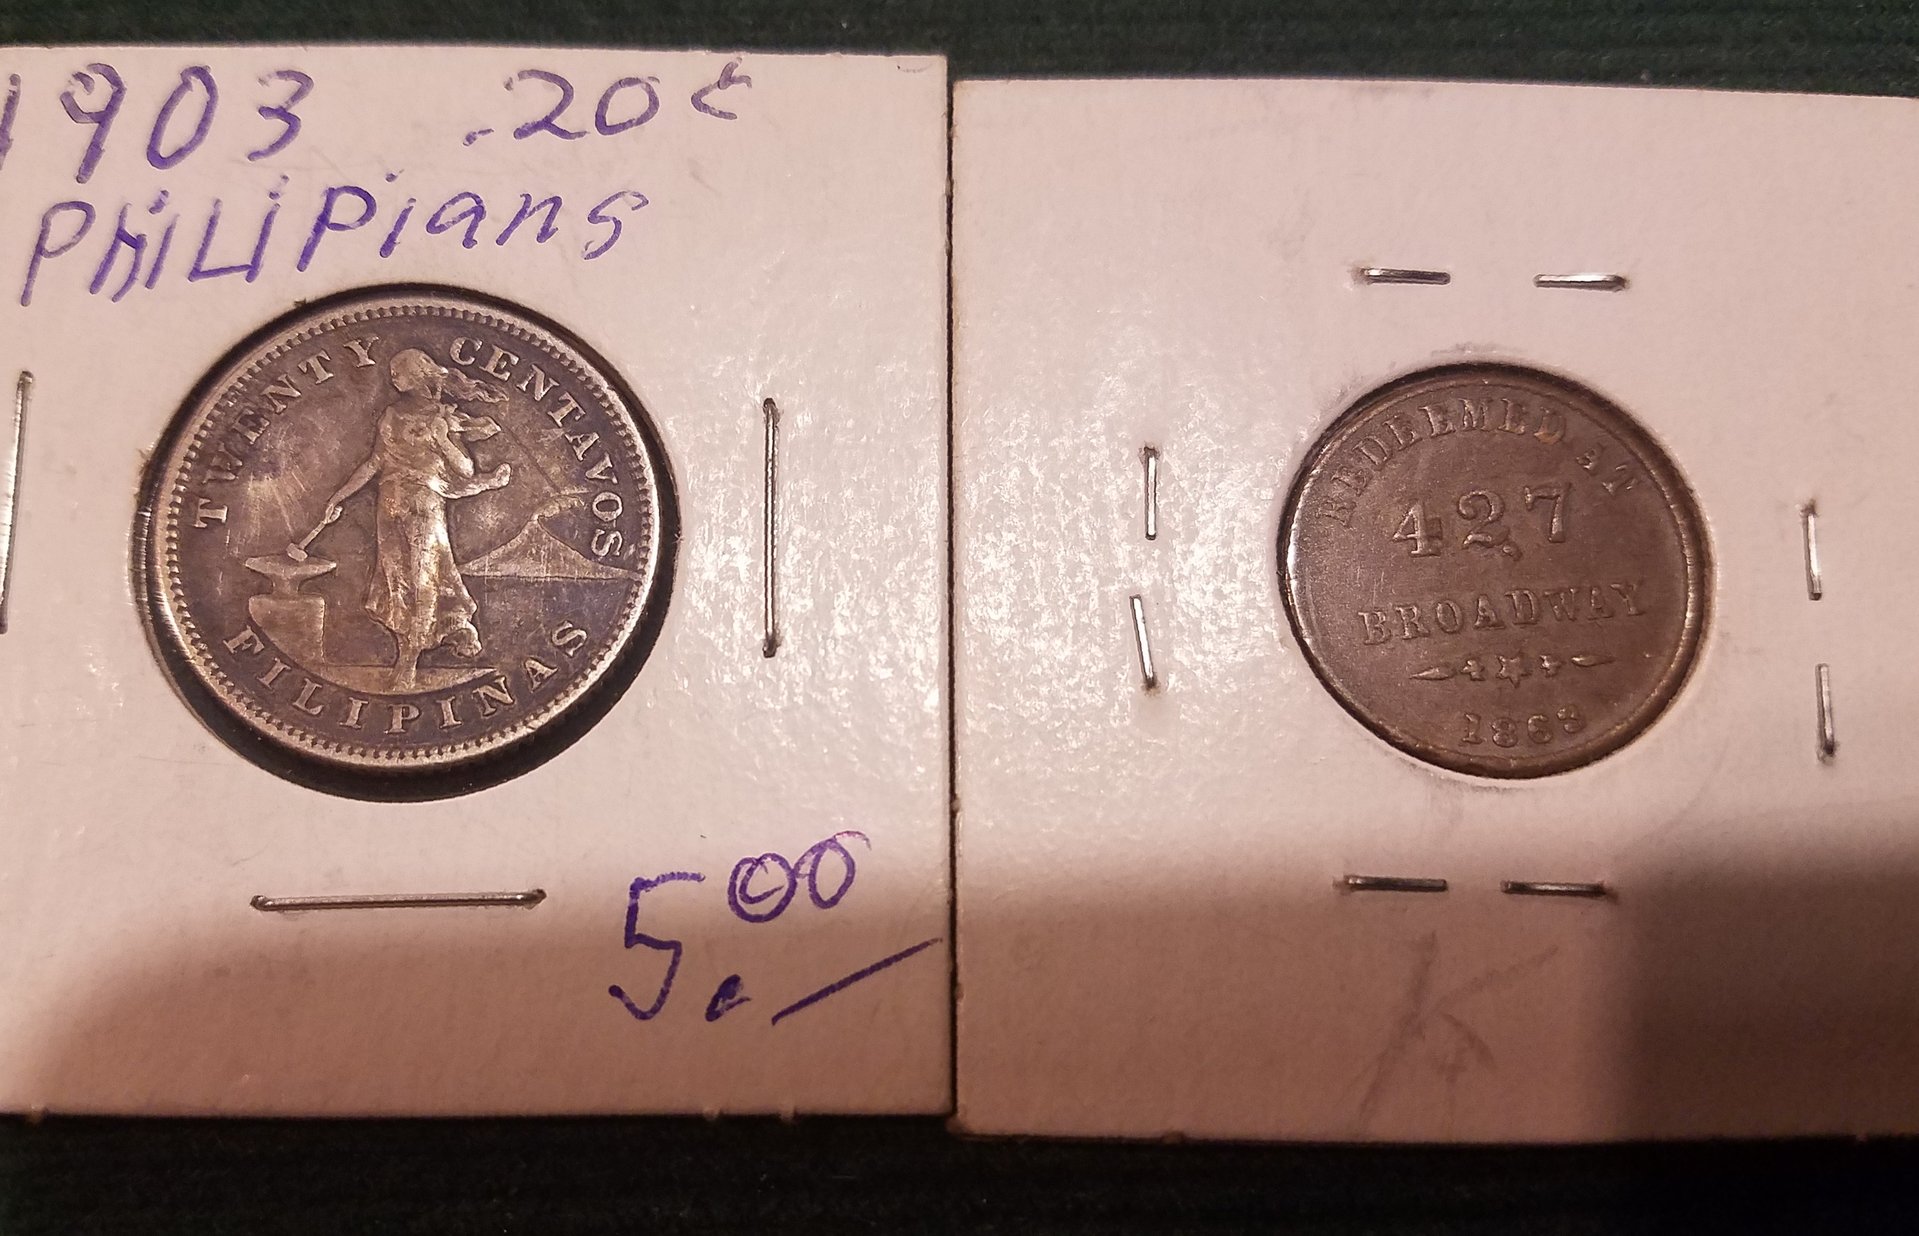 1903 .20¢
PhiLiPians
TWENTY CENTAVOS
FILIPINAS
5.00
REDEEMED AT
427
BROADWAY
1863